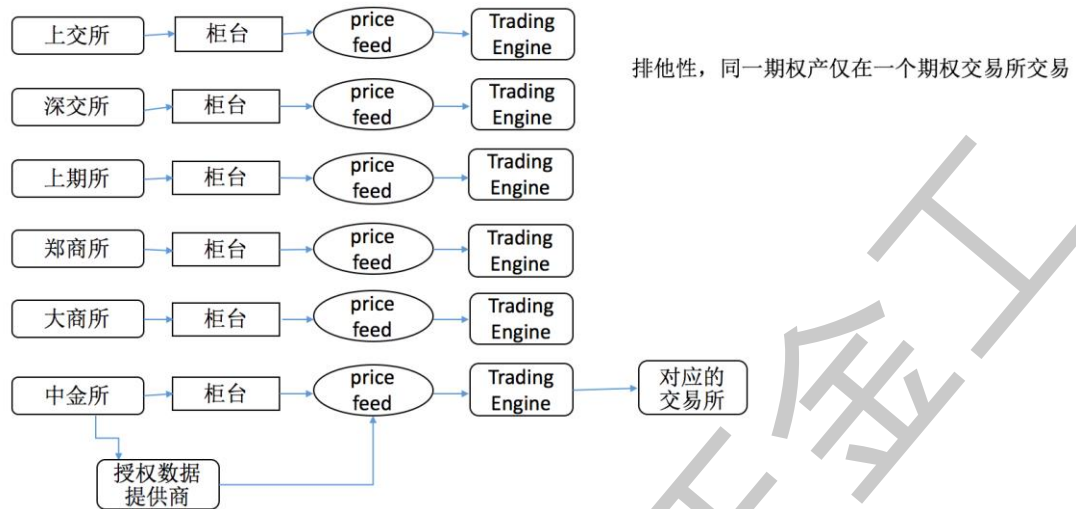 上交所
柜台
price
feed
Trading
Engine
排他性，同一期权产仅在一个期权交易所交易
深交所
柜台
price
feed
Trading
Engine
上期所
柜台
price
feed
Trading
Engine
郑商所
柜台
price
feed
Trading
Engine
大商所
柜台
price
feed
Trading
Engine
中金所
柜台
price
feed
Trading
Engine
对应的
交易所
授权数据
提供商
金工